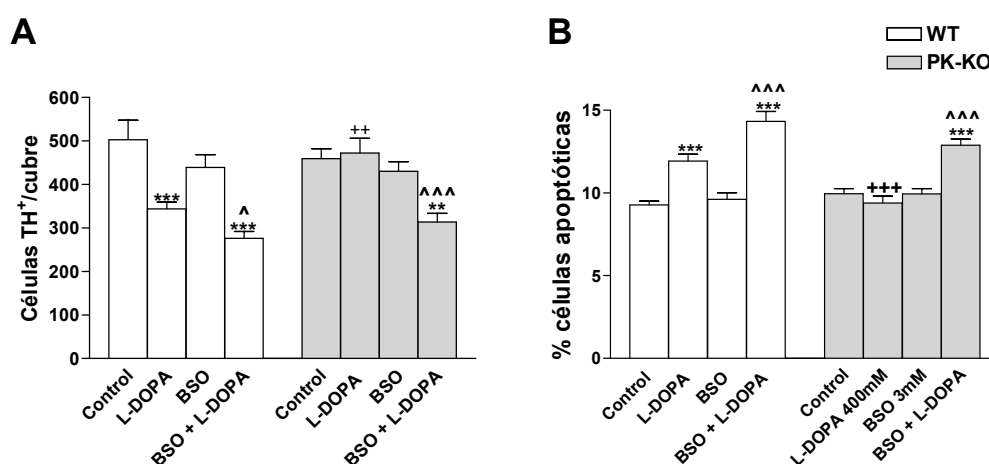 A
Células TH⁺/cubre
600
500
400
300
200
100
0
***
^
***
++
^^^
**
Control
L-DOPA
BSO
BSO + L-DOPA
Control
L-DOPA
BSO
BSO + L-DOPA
B
WT
PK-KO
% células apoptóticas
15
10
5
0
***
^^^
***
+++
^^^
***
Control
L-DOPA
BSO
BSO + L-DOPA
Control
L-DOPA 400mM
BSO 3mM
BSO + L-DOPA